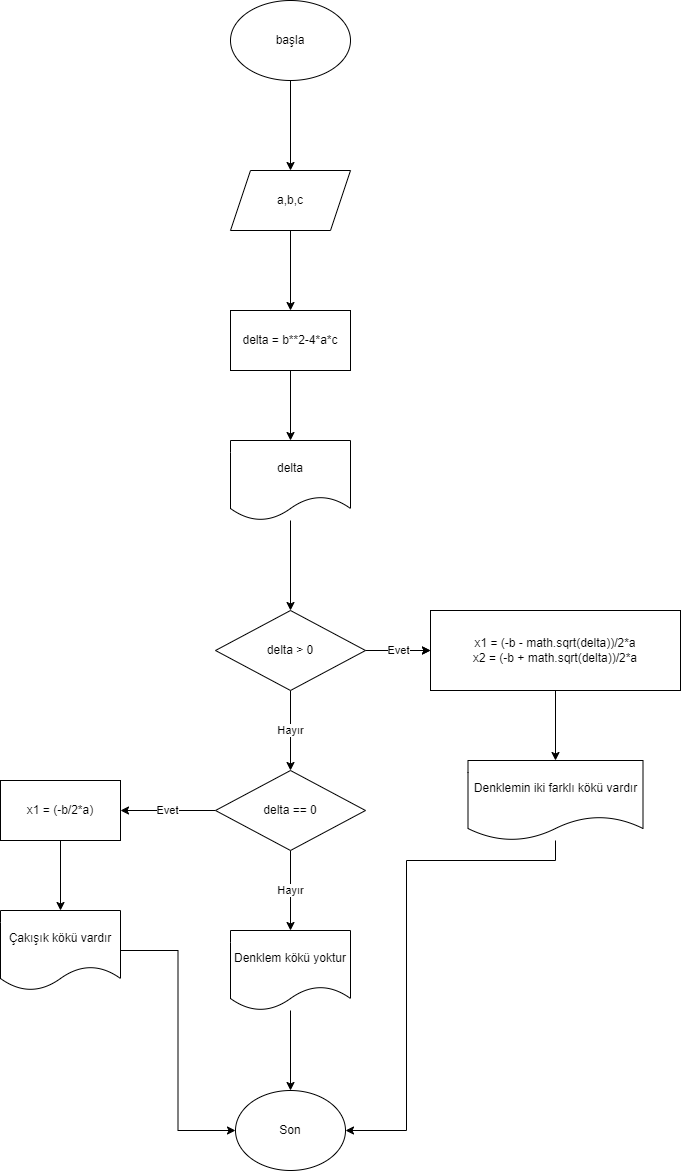 başla
a,b,c
delta = b**2-4*a*c
delta
delta > 0
Evet
x1 = (-b - math.sqrt(delta))/2*a
x2 = (-b + math.sqrt(delta))/2*a
Hayır
Denklemin iki farklı kökü vardır
delta == 0
Evet
x1 = (-b/2*a)
Hayır
Çakışık kökü vardır
Denklem kökü yoktur
Son